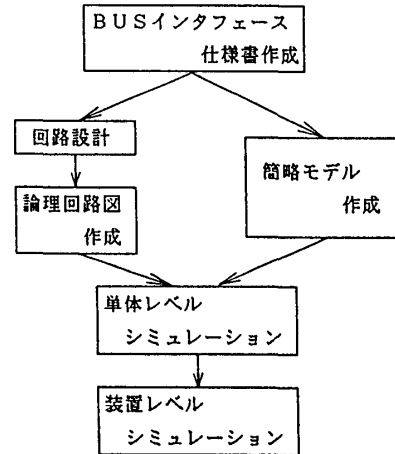 BUSインタフェース
仕様書作成
回路設計
簡略モデル
作成
論理回路図
作成
単体レベル
シミュレーション
装置レベル
シミュレーション